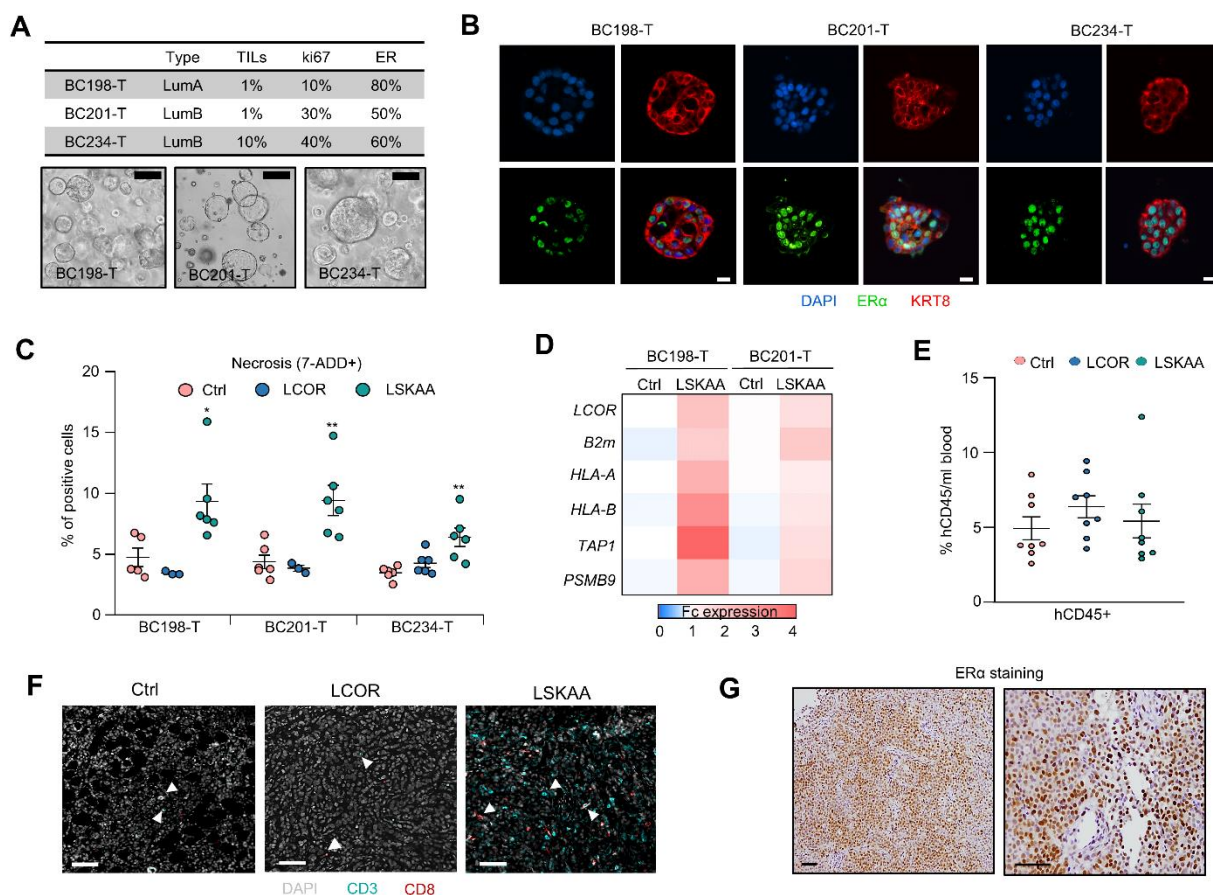 A
Type TILs ki67 ER
BC198-T LumA 1% 10% 80%
BC201-T LumB 1% 30% 50%
BC234-T LumB 10% 40% 60%
BC198-T BC201-T BC234-T
B
BC198-T BC201-T BC234-T
DAPI ERα KRT8
C
Necrosis (7-ADD+)
Ctrl LCOR LSKAA
% of positive cells
20
15
10
5
0
* ** **
BC198-T BC201-T BC234-T
D
BC198-T BC201-T
Ctrl LSKAA Ctrl LSKAA
LCOR
B2m
HLA-A
HLA-B
TAP1
PSMB9
Fc expression
0 1 2 3 4
E
Ctrl LCOR LSKAA
% hCD45/ml blood
15
10
5
0
hCD45+
F
Ctrl LCOR LSKAA
DAPI CD3 CD8
G
ERα staining